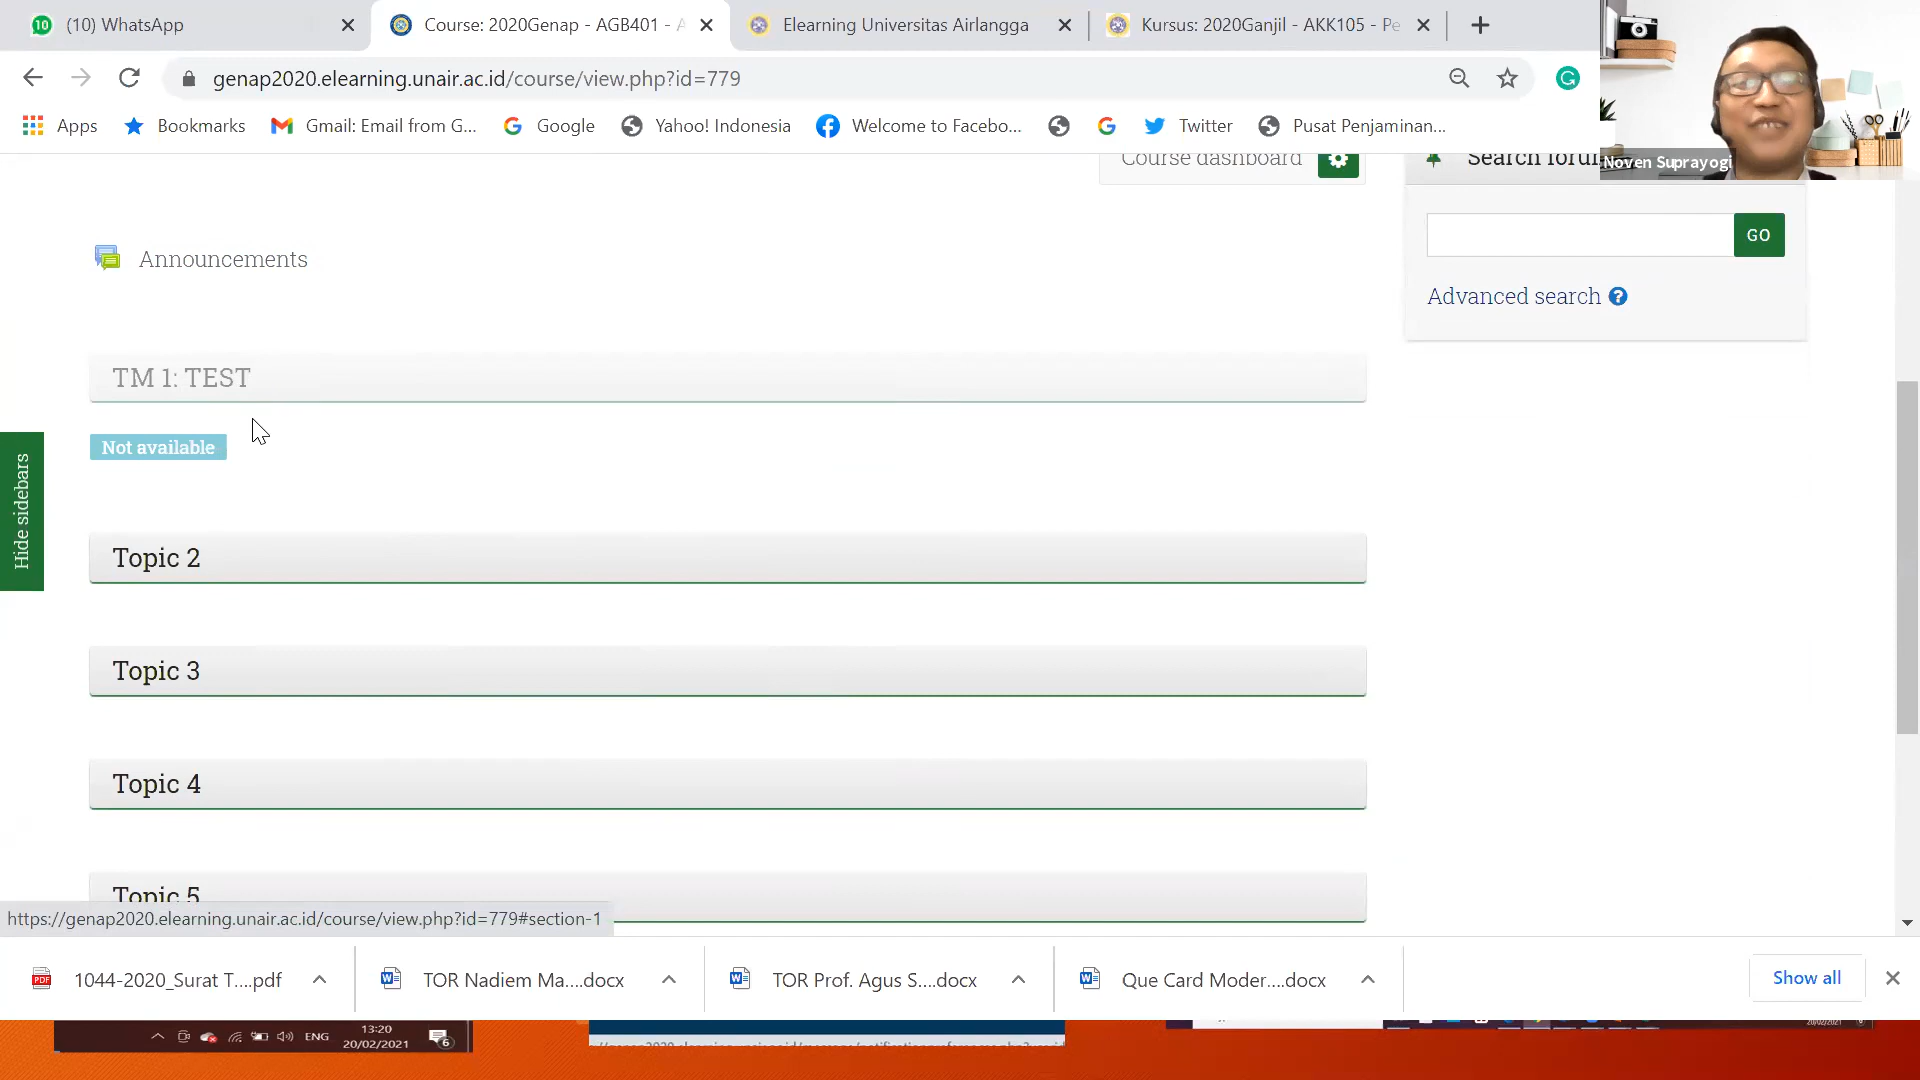 (10) WhatsApp
Course: 2020Genap - AGB401 - A
Elearning Universitas Airlangga
Kursus: 2020Ganjil - AKK105 - Pe
genap2020.elearning.unair.ac.id/course/view.php?id=779
Apps
Bookmarks
Gmail: Email from G...
Google
Yahoo! Indonesia
Welcome to Facebo...
Twitter
Pusat Penjaminan...
Noven Suprayogi
Course dashboard
Search foru
GO
Advanced search
Announcements
TM 1: TEST
Not available
Hide sidebars
Topic 2
Topic 3
Topic 4
Topic 5
https://genap2020.elearning.unair.ac.id/course/view.php?id=779#section-1
1044-2020_Surat T....pdf
TOR Nadiem Ma....docx
TOR Prof. Agus S....docx
Que Card Moder....docx
Show all
ENG
13:20
20/02/2021
6